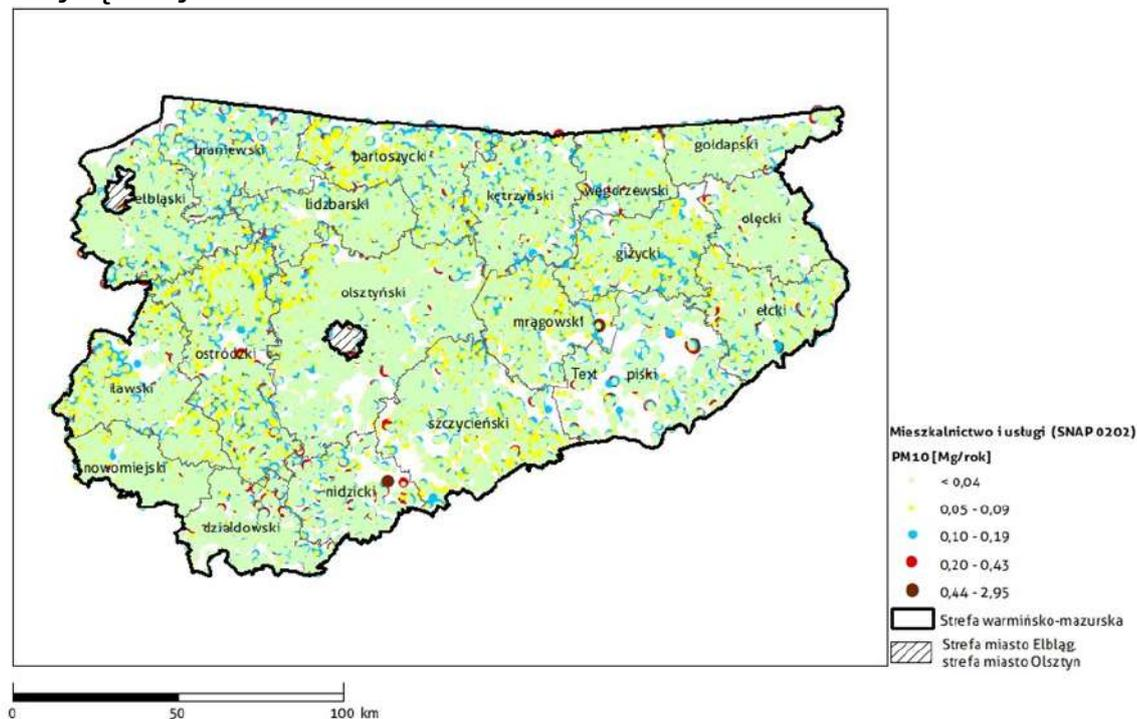 braniewski
bartoszycki
gołdapski
elbląski
lidzbarski
kętrzyński
węgorzewski
olęcki
giżycki
olsztyński
mrągowski
ełcki
ostródzki
Text
piski
iławski
szczycieński
nowomiejski
nidzicki
działdowski
Mieszkalnictwo i usługi (SNAP 0202)
PM10 [Mg/rok]
< 0,04
0,05 - 0,09
0,10 - 0,19
0,20 - 0,43
0,44 - 2,95
Strefa warmińsko-mazurska
Strefa miasto Elbląg,
strefa miasto Olsztyn
0 50 100 km